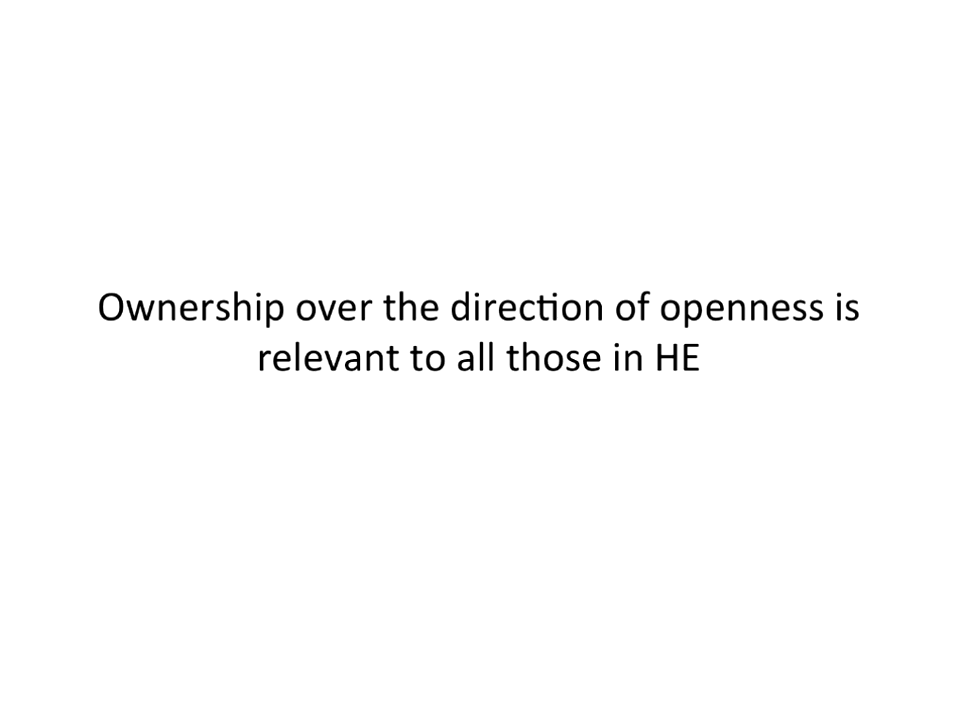 Ownership over the direction of openness is
relevant to all those in HE